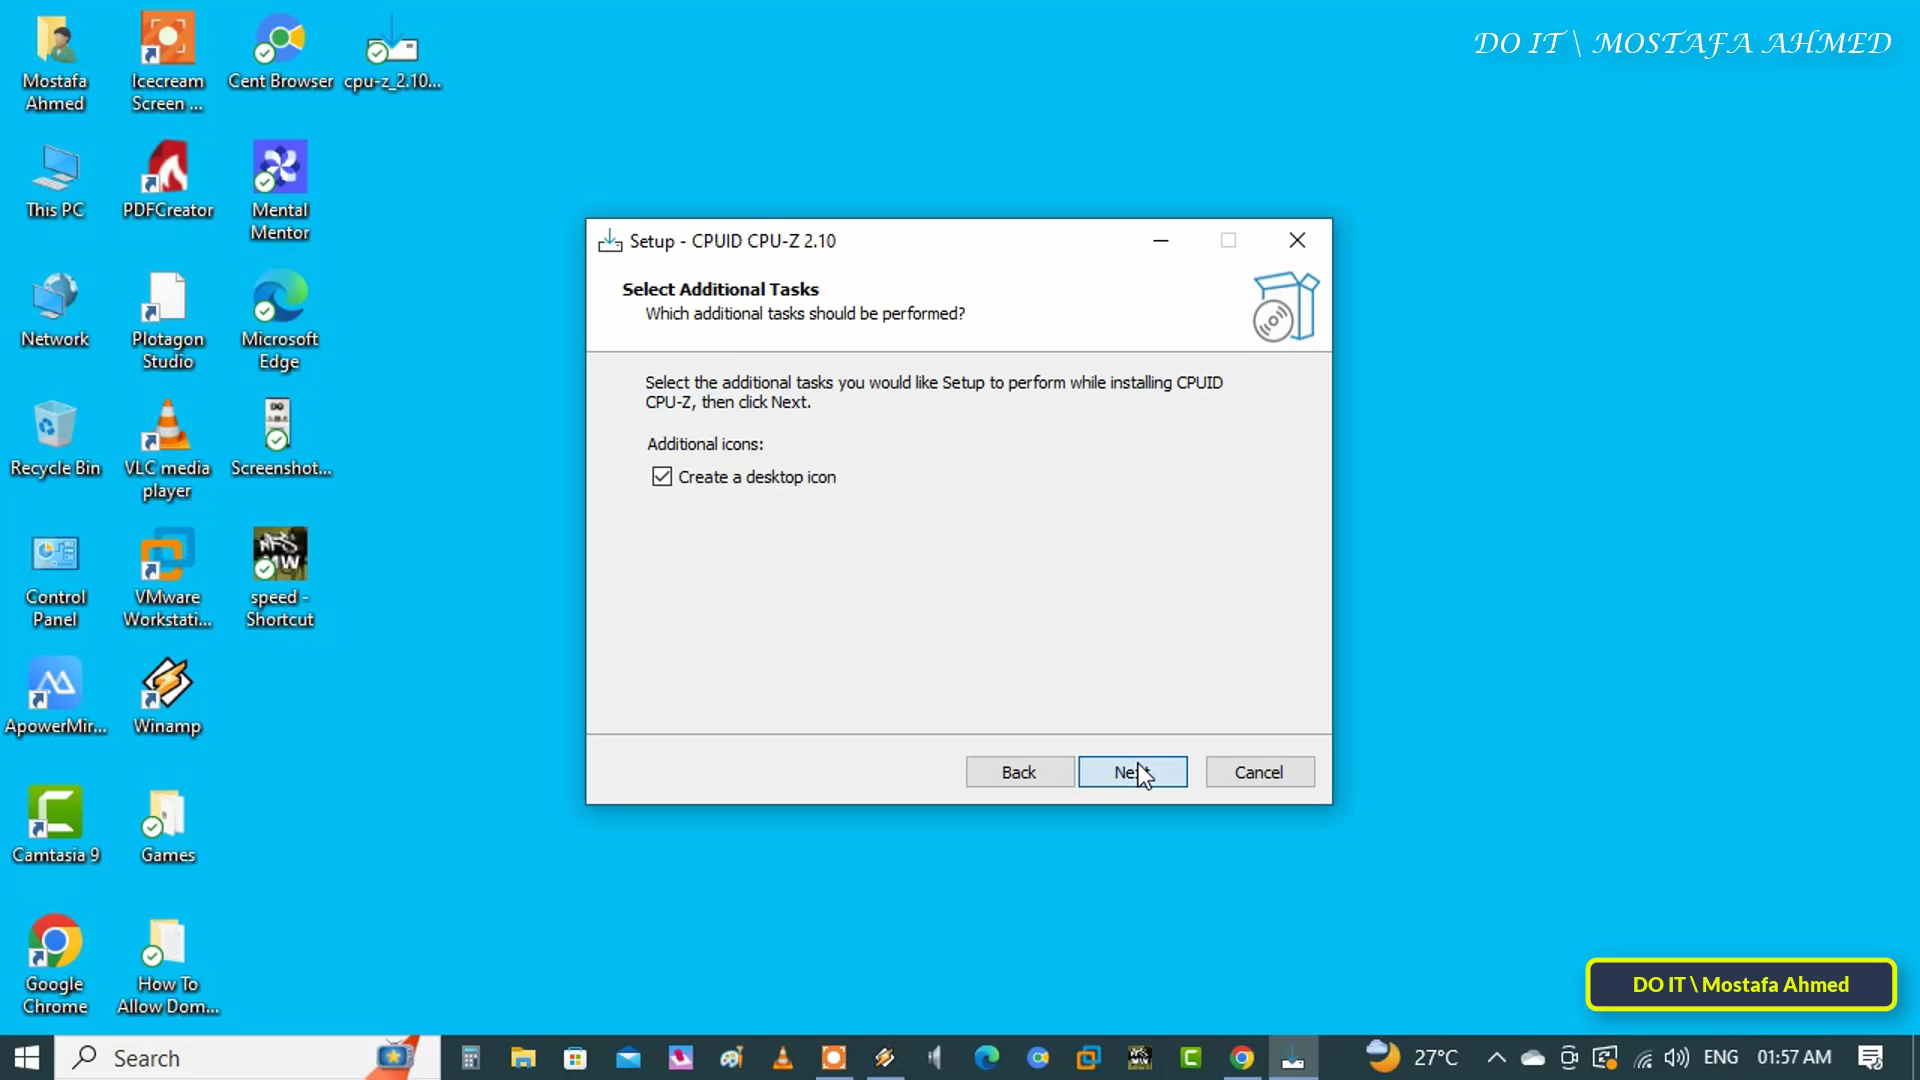 DO IT \ MOSTAFA AHMED
Mostafa
Ahmed
Icecream
Screen ...
Cent Browser
cpu-z_2.10...
This PC
PDFCreator
Mental
Mentor
Network
Plotagon
Studio
Microsoft
Edge
Recycle Bin
VLC media
player
Screenshot...
Control
Panel
VMware
Workstati...
speed -
Shortcut
ApowerMir...
Winamp
Camtasia 9
Games
Google
Chrome
How To
Allow Dom...
Setup - CPUID CPU-Z 2.10
Select Additional Tasks
Which additional tasks should be performed?
Select the additional tasks you would like Setup to perform while installing CPUID
CPU-Z, then click Next.
Additional icons:
Create a desktop icon
Back
Next
Cancel
DO IT \ Mostafa Ahmed
Search
27°C
ENG
01:57 AM